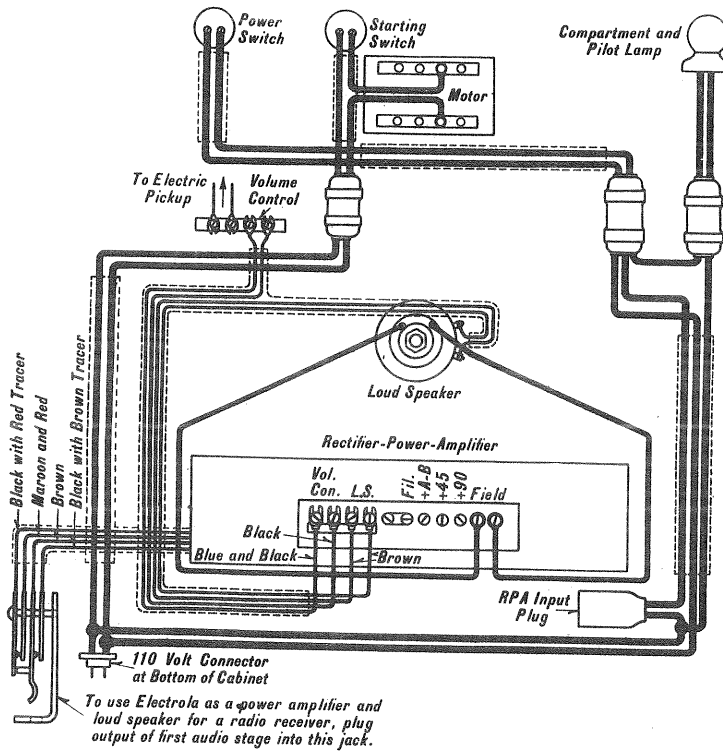 Power
Switch
Starting
Switch
Compartment and
Pilot Lamp
Motor
To Electric
Pickup
Volume
Control
Loud Speaker
Black with Red Tracer
Maroon and Red
Brown
Black with Brown Tracer
Rectifier-Power-Amplifier
Vol.
Con.
L.S.
Fil.
+A-B
+45
+90
Field
Black
Blue and Black
Brown
RPA Input
Plug
110 Volt Connector
at Bottom of Cabinet
To use Electrola as a power amplifier and
loud speaker for a radio receiver, plug
output of first audio stage into this jack.